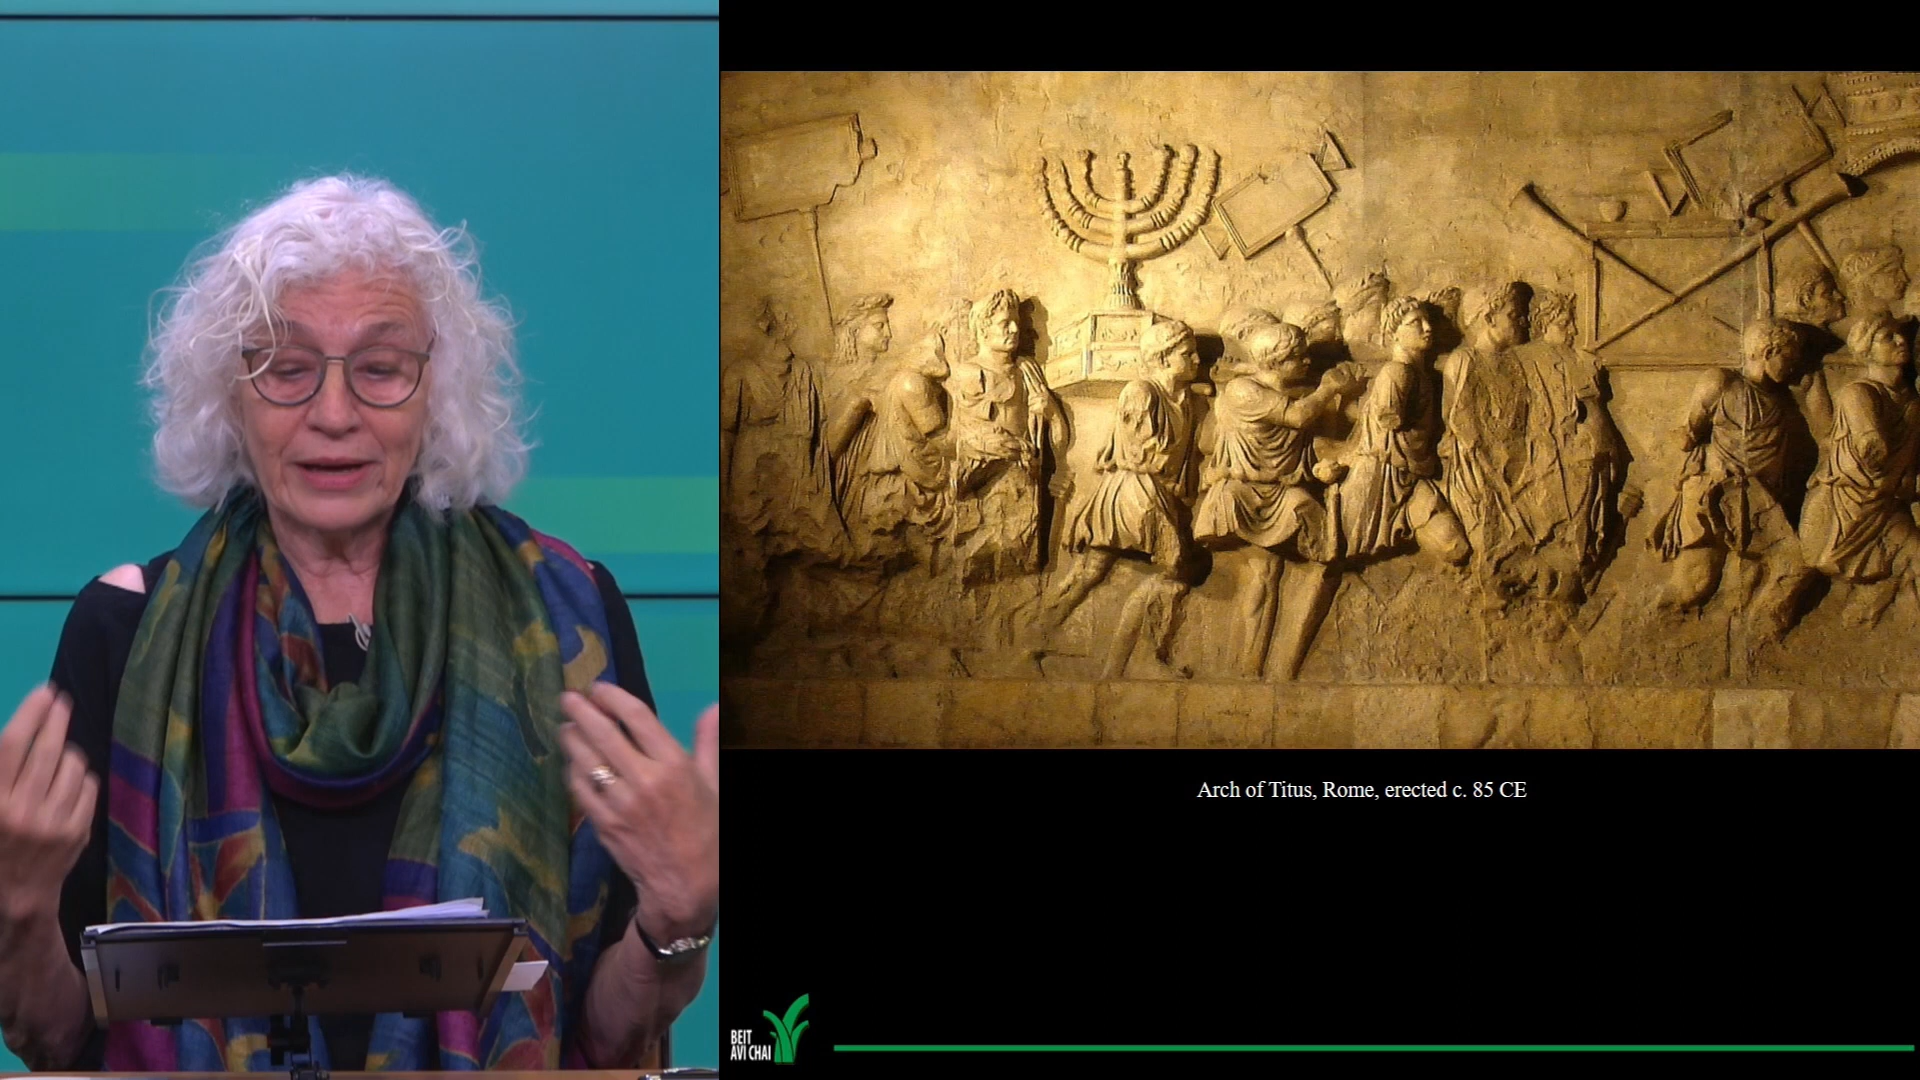 Arch of Titus, Rome, erected c. 85 CE
BEIT
AVI CHAI